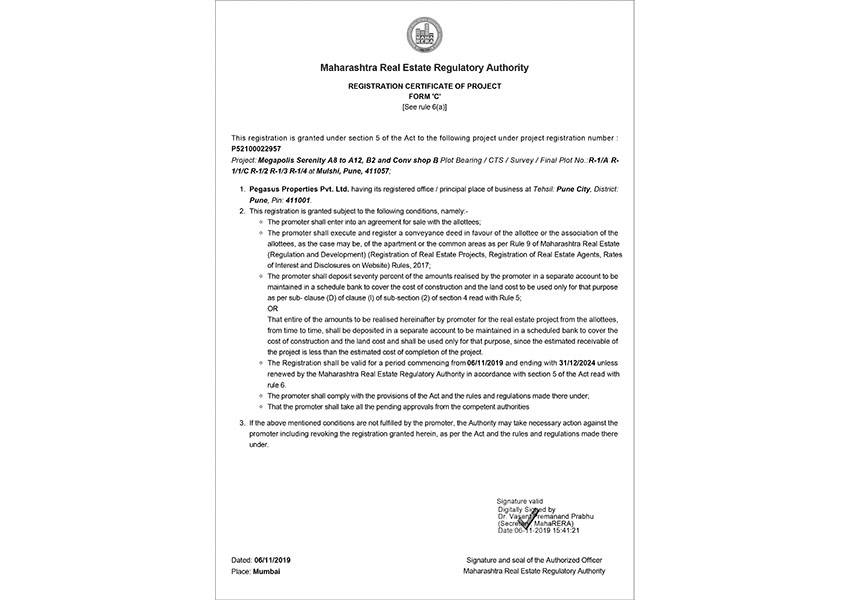 Maharashtra Real Estate Regulatory Authority
REGISTRATION CERTIFICATE OF PROJECT
FORM 'C'
[See rule 6(a)]
This registration is granted under section 5 of the Act to the following project under project registration number :
P52100022957
Project: Megapolis Serenity A8 to A12, B2 and Conv shop B Plot Bearing / CTS / Survey / Final Plot No.:R-1/A R-
1/1/C R-1/2 R-1/3 R-1/4 at Mulshi, Pune, 411057;
1. Pegasus Properties Pvt. Ltd. having its registered office / principal place of business at Tehsil: Pune City, District:
Pune, Pin: 411001.
2. This registration is granted subject to the following conditions, namely:-
The promoter shall enter into an agreement for sale with the allottees;
The promoter shall execute and register a conveyance deed in favour of the allottee or the association of the
allottees, as the case may be, of the apartment or the common areas as per Rule 9 of Maharashtra Real Estate
(Regulation and Development) (Registration of Real Estate Projects, Registration of Real Estate Agents, Rates
of Interest and Disclosures on Website) Rules, 2017;
The promoter shall deposit seventy percent of the amounts realised by the promoter in a separate account to be
maintained in a schedule bank to cover the cost of construction and the land cost to be used only for that purpose
as per sub- clause (D) of clause (l) of sub-section (2) of section 4 read with Rule 5;
OR
That entire of the amounts to be realised hereinafter by promoter for the real estate project from the allottees,
from time to time, shall be deposited in a separate account to be maintained in a scheduled bank to cover the
cost of construction and the land cost and shall be used only for that purpose, since the estimated receivable of
the project is less than the estimated cost of completion of the project.
The Registration shall be valid for a period commencing from 06/11/2019 and ending with 31/12/2024 unless
renewed by the Maharashtra Real Estate Regulatory Authority in accordance with section 5 of the Act read with
rule 6.
The promoter shall comply with the provisions of the Act and the rules and regulations made there under;
That the promoter shall take all the pending approvals from the competent authorities
3. If the above mentioned conditions are not fulfilled by the promoter, the Authority may take necessary action against the
promoter including revoking the registration granted herein, as per the Act and the rules and regulations made there
under.
Signature valid
Digitally Signed by
Dr. Vasant Premanand Prabhu
(Secretary, MahaRERA)
Date:06-11-2019 15:41:21
Dated: 06/11/2019
Place: Mumbai
Signature and seal of the Authorized Officer
Maharashtra Real Estate Regulatory Authority